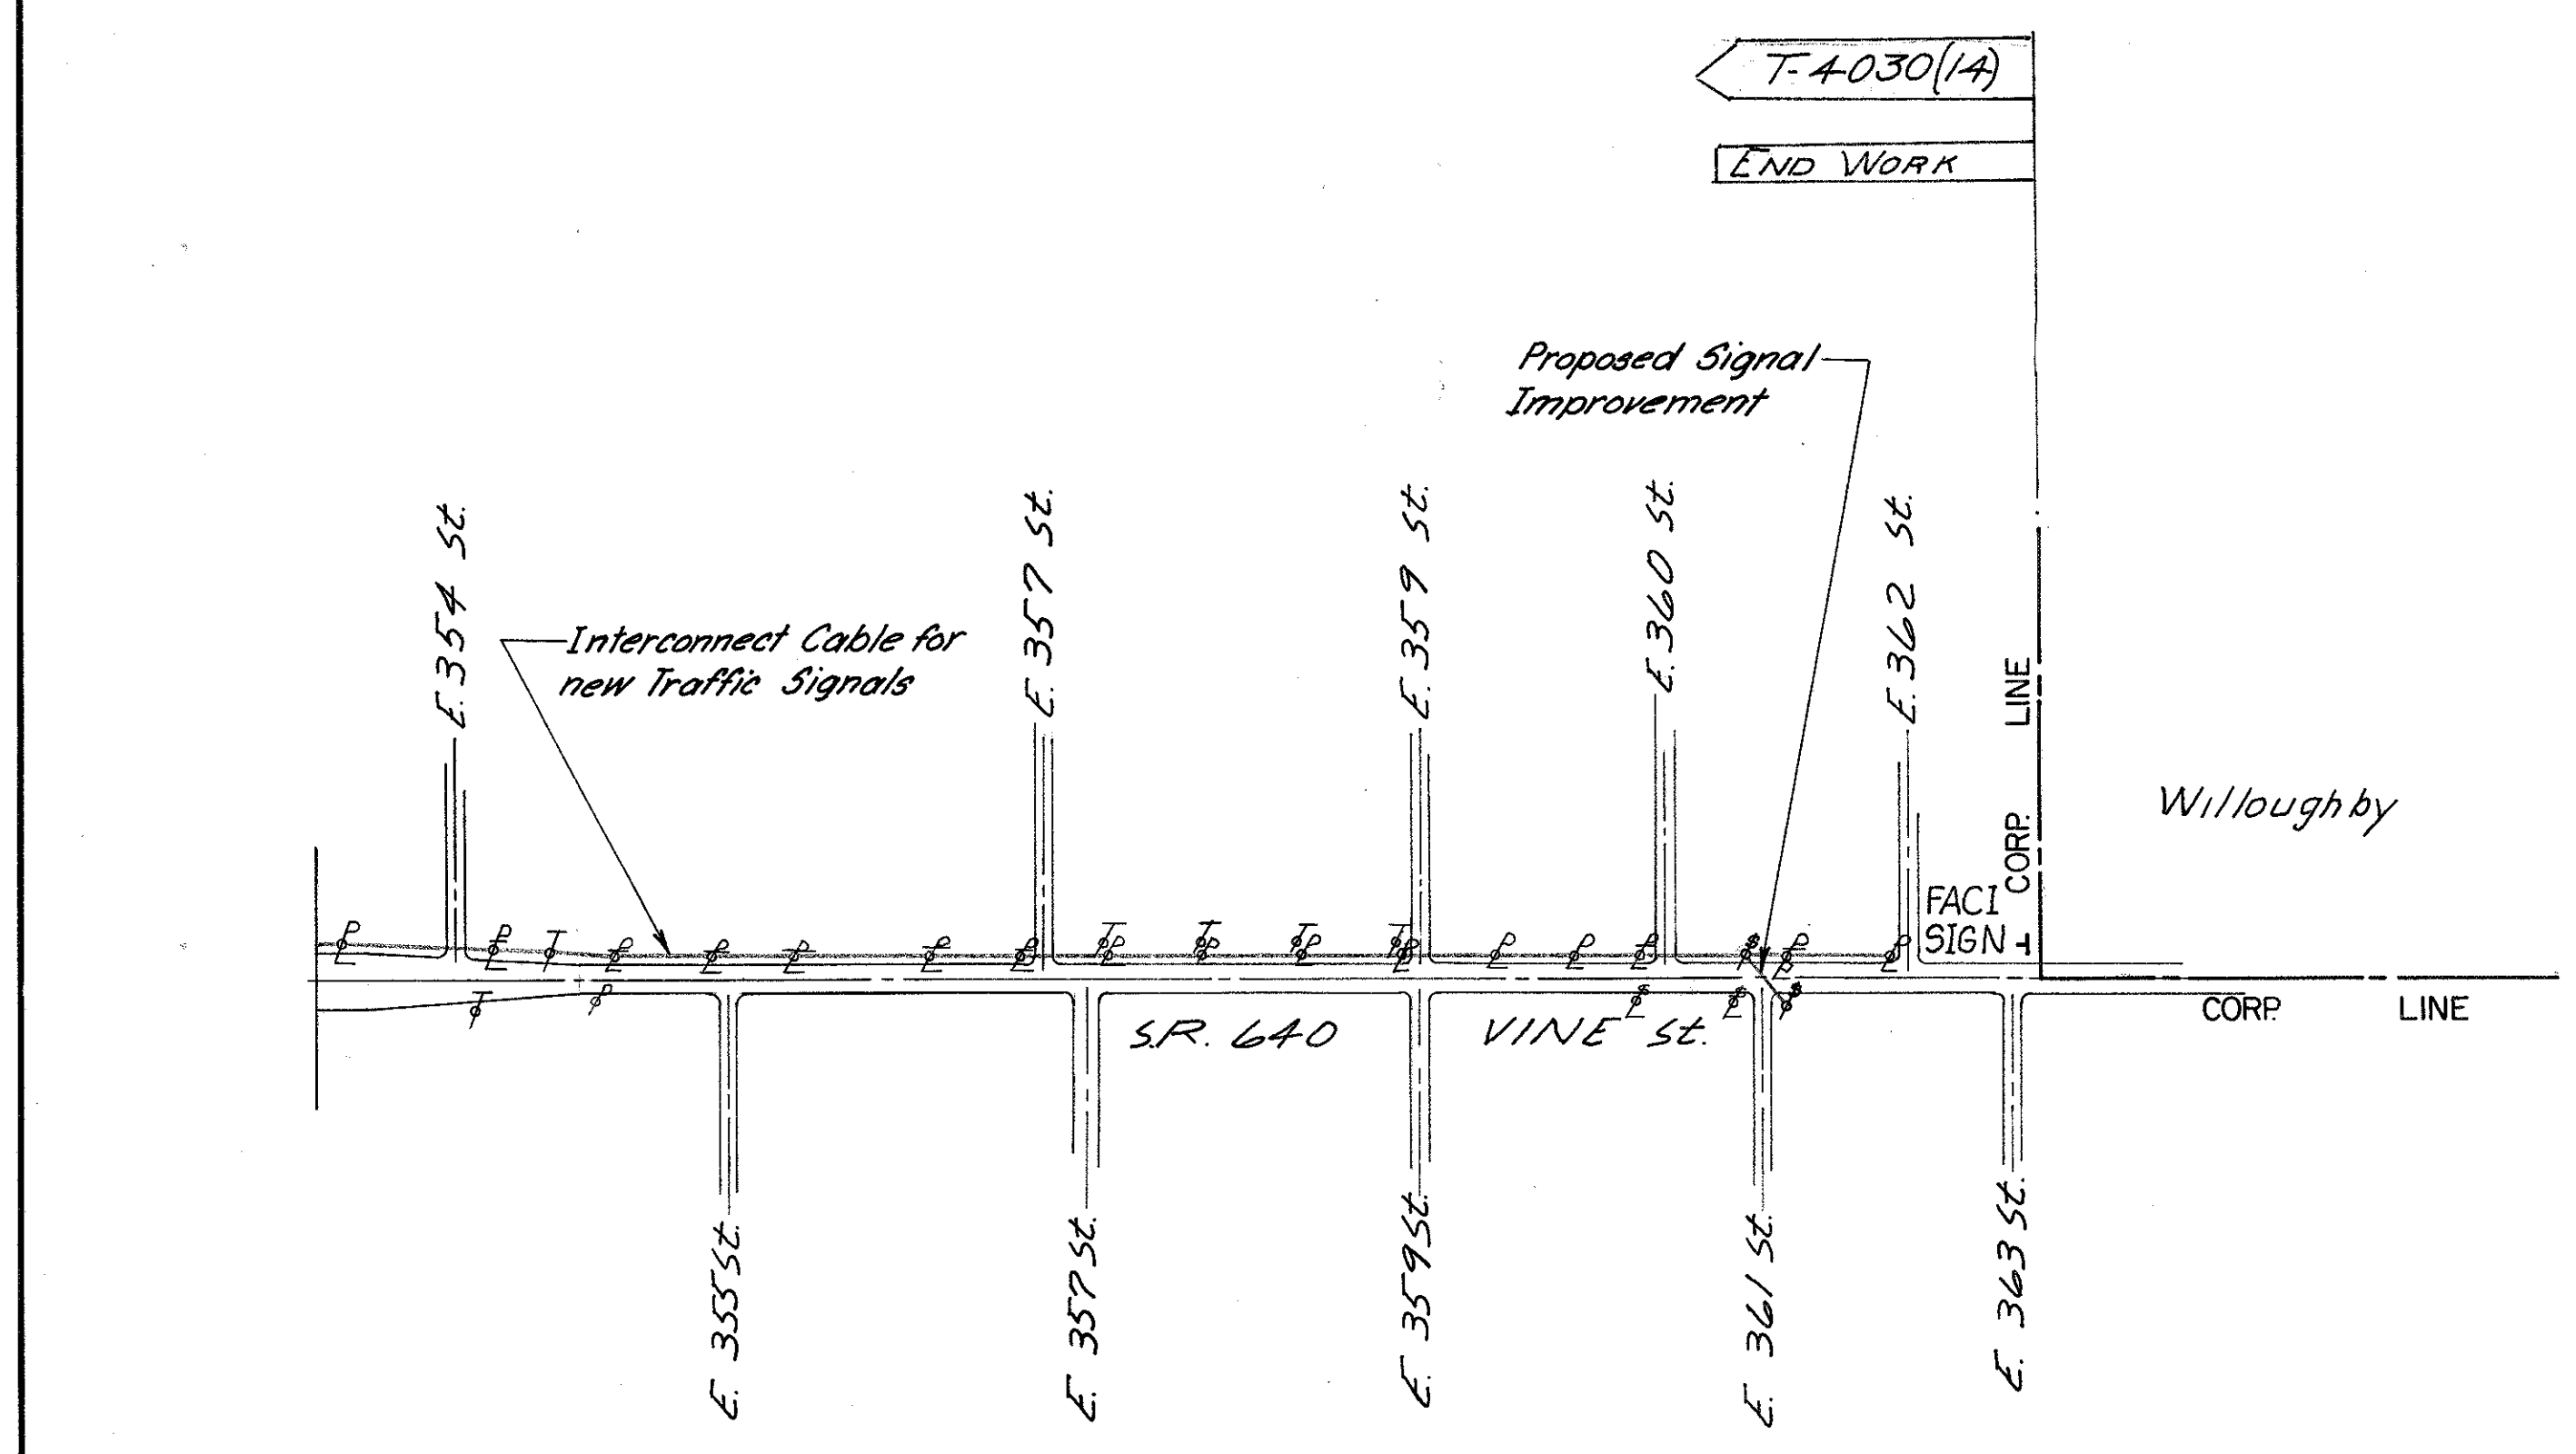 T-4030(14)
END WORK
Proposed Signal
Improvement
E. 354 St.
E. 357 St.
E. 359 St.
E. 360 St.
E. 362 St.
Interconnect Cable for
new Traffic Signals
CORP. LINE
Willoughby
FACI
SIGN
CORP. LINE
S.R. 640 VINE St.
E. 355 St.
E. 357 St.
E. 359 St.
E. 361 St.
E. 363 St.